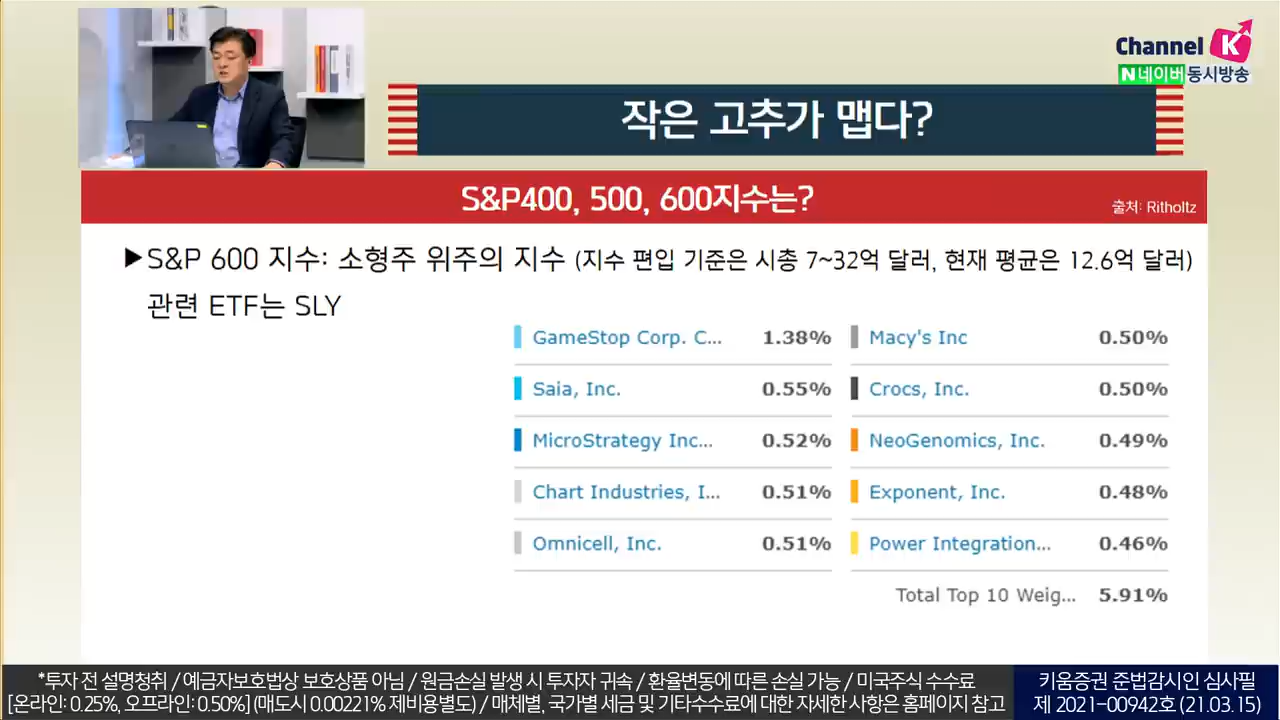 Channel K
N 네이버 동시방송
작은 고추가 맵다?
S&P400, 500, 600지수는?
출처: Ritholtz
▶S&P 600 지수: 소형주 위주의 지수 (지수 편입 기준은 시총 7~32억 달러, 현재 평균은 12.6억 달러)
관련 ETF는 SLY
GameStop Corp. C... 1.38%
Saia, Inc. 0.55%
MicroStrategy Inc... 0.52%
Chart Industries, I... 0.51%
Omnicell, Inc. 0.51%
Macy's Inc 0.50%
Crocs, Inc. 0.50%
NeoGenomics, Inc. 0.49%
Exponent, Inc. 0.48%
Power Integration... 0.46%
Total Top 10 Weig... 5.91%
*투자 전 설명청취 / 예금자보호법상 보호상품 아님 / 원금손실 발생 시 투자자 귀속 / 환율변동에 따른 손실 가능 / 미국주식 수수료
[온라인: 0.25%, 오프라인: 0.50%] (매도시 0.00221% 제비용별도) / 매체별, 국가별 세금 및 기타수수료에 대한 자세한 사항은 홈페이지 참고
키움증권 준법감시인 심사필
제 2021-00942호 (21.03.15)